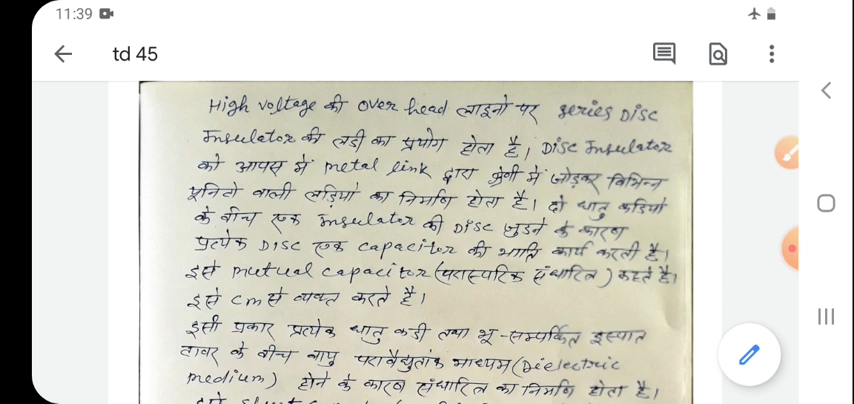 11:39
td 45
High voltage की over head लाइनो पर series DISC
Insulator की लडी का प्रयोग होता है। DISC Insulator
को आपस में metal link द्वारा श्रेणी में जोड़कर विभिन्न
यूनिटो वाली लड़ियो का निर्माण होता है। दो धातु कडियो
के बीच एक Insulator की DISC जुडने के कारण
प्रत्येक DISC एक capacitor की भाति कार्य करती है।
इसे mutual capacitor (पारस्परिक संधारित्र) कहते है।
इसे cm से व्यक्त करते है।
इसी प्रकार प्रत्येक धातु कडी तथा भू-सम्पर्कित इस्पात
टावर के बीच वायु परावैद्युतांक माध्यम (Dielectric
medium) होने के कारण संधारित्र का निर्माण होता है।